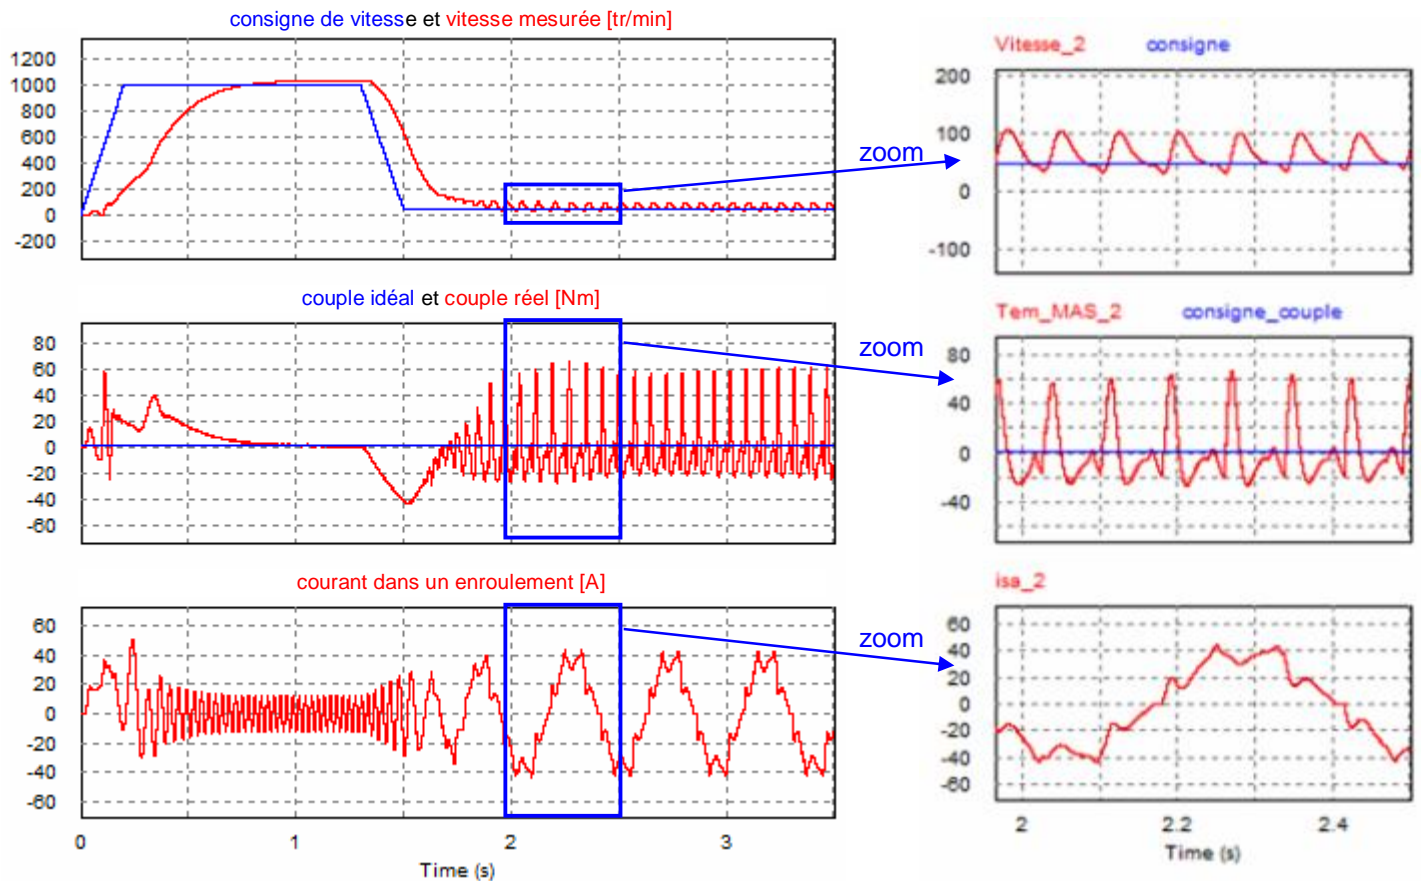 consigne de vitesse et vitesse mesurée [tr/min]
1200
1000
800
600
400
200
0
-200
zoom
Vitesse_2 consigne
200
100
0
-100
couple idéal et couple réel [Nm]
80
60
40
20
0
-20
-40
-60
zoom
Tem_MAS_2 consigne_couple
80
40
0
-40
courant dans un enroulement [A]
60
40
20
0
-20
-40
-60
0 1 2 3
Time (s)
zoom
isa_2
60
40
20
0
-20
-40
-60
2 2.2 2.4
Time (s)